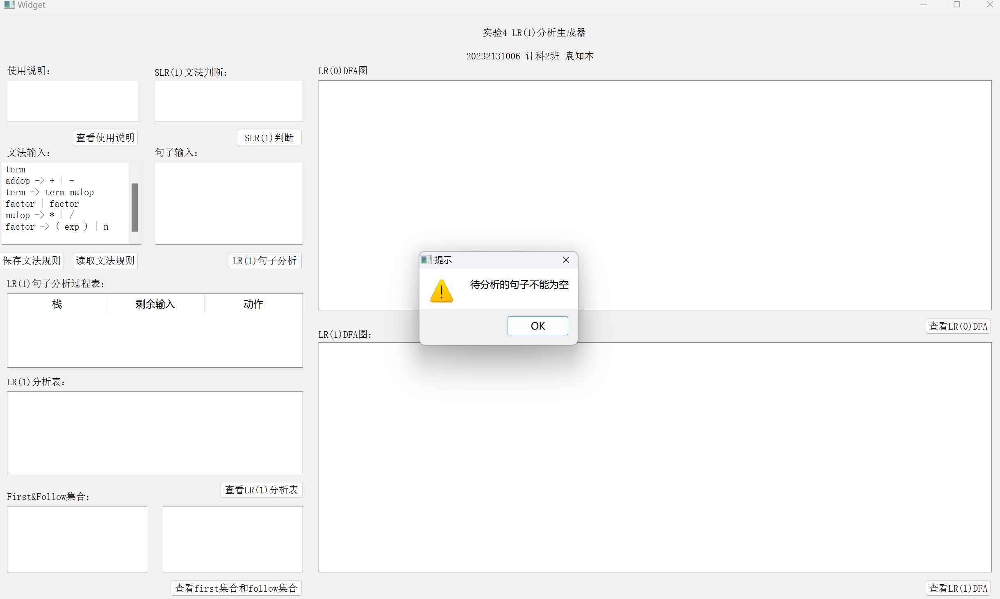 Widget
实验4 LR(1)分析生成器
20232131006 计科2班 袁知本
使用说明:
SLR(1)文法判断:
LR(0)DFA图
查看使用说明
SLR(1)判断
文法输入:
句子输入:
term
addop -> + | -
term -> term mulop
factor | factor
mulop -> * | /
factor -> ( exp ) | n
保存文法规则
读取文法规则
LR(1)句子分析
LR(1)句子分析过程表:
栈
剩余输入
动作
提示
待分析的句子不能为空
OK
查看LR(0)DFA
LR(1)DFA图:
LR(1)分析表:
查看LR(1)分析表
First&Follow集合:
查看first集合和follow集合
查看LR(1)DFA